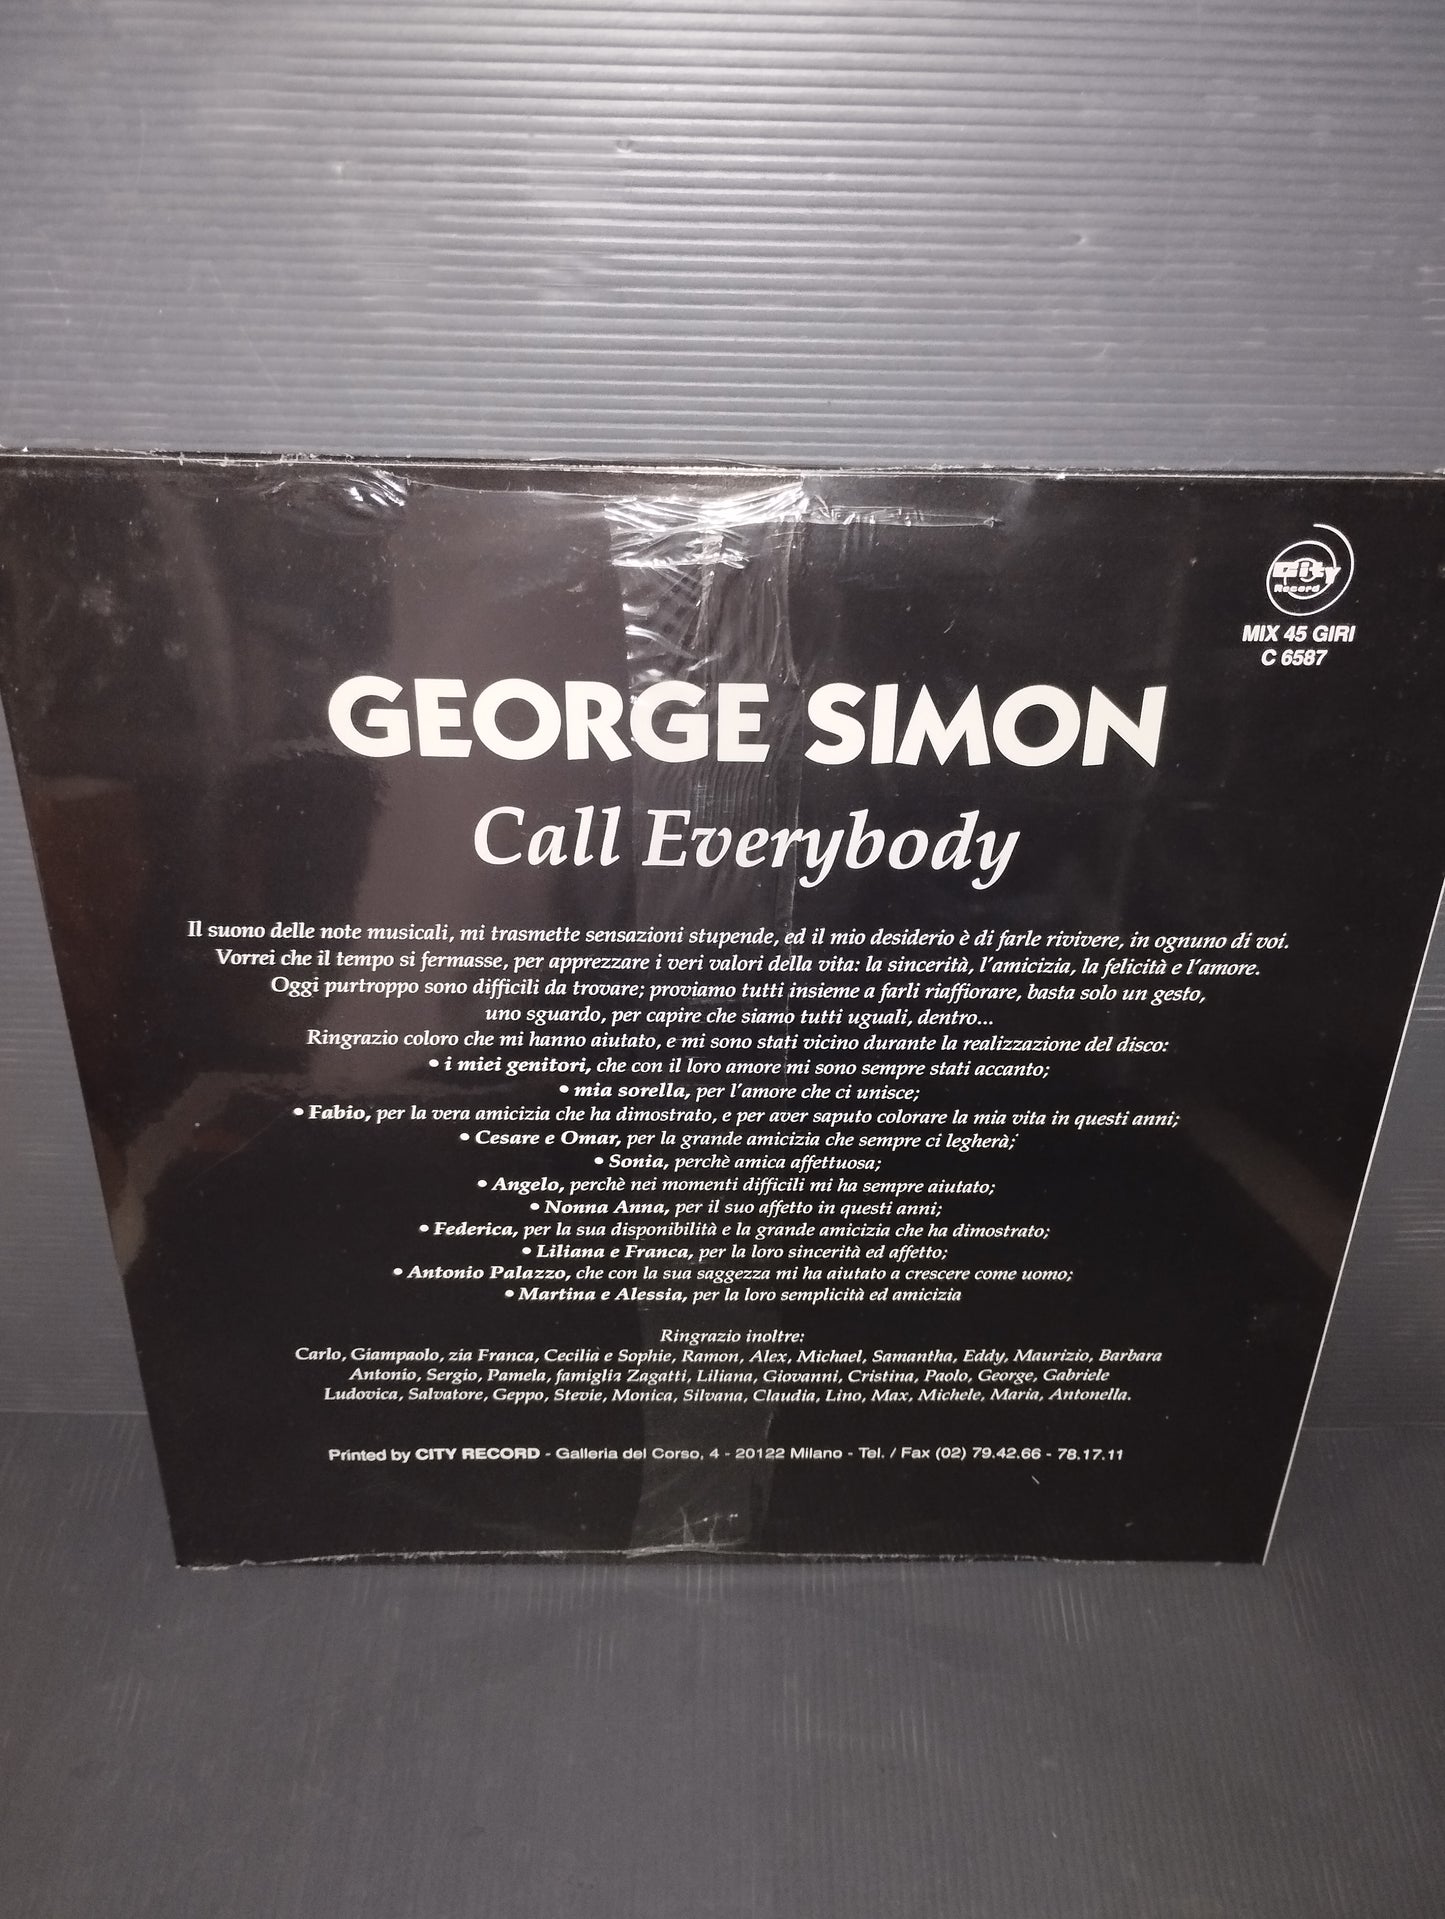 City
Record
MIX 45 GIRI
C 6587
GEORGE SIMON
Call Everybody
Il suono delle note musicali, mi trasmette sensazioni stupende, ed il mio desiderio è di farle rivivere, in ognuno di voi.
Vorrei che il tempo si fermasse, per apprezzare i veri valori della vita: la sincerità, l'amicizia, la felicità e l'amore.
Oggi purtroppo sono difficili da trovare; proviamo tutti insieme a farli riaffiorare, basta solo un gesto,
uno sguardo, per capire che siamo tutti uguali, dentro...
Ringrazio coloro che mi hanno aiutato, e mi sono stati vicino durante la realizzazione del disco:
• i miei genitori, che con il loro amore mi sono sempre stati accanto;
• mia sorella, per l'amore che ci unisce;
• Fabio, per la vera amicizia che ha dimostrato, e per aver saputo colorare la mia vita in questi anni;
• Cesare e Omar, per la grande amicizia che sempre ci legherà;
• Sonia, perchè amica affettuosa;
• Angelo, perchè nei momenti difficili mi ha sempre aiutato;
• Nonna Anna, per il suo affetto in questi anni;
• Federica, per la sua disponibilità e la grande amicizia che ha dimostrato;
• Liliana e Franca, per la loro sincerità ed affetto;
• Antonio Palazzo, che con la sua saggezza mi ha aiutato a crescere come uomo;
• Martina e Alessia, per la loro semplicità ed amicizia
Ringrazio inoltre:
Carlo, Giampaolo, zia Franca, Cecilia e Sophie, Ramon, Alex, Michael, Samantha, Eddy, Maurizio, Barbara
Antonio, Sergio, Pamela, famiglia Zagatti, Liliana, Giovanni, Cristina, Paolo, George, Gabriele
Ludovica, Salvatore, Geppo, Stevie, Monica, Silvana, Claudia, Lino, Max, Michele, Maria, Antonella.
Printed by CITY RECORD - Galleria del Corso, 4 - 20122 Milano - Tel. / Fax (02) 79.42.66 - 78.17.11